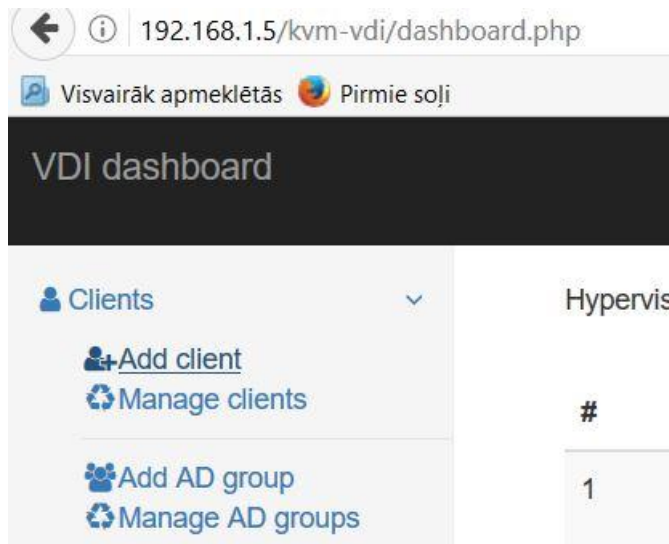 192.168.1.5/kvm-vdi/dashboard.php
Visvairāk apmeklētās Pirmie soļi
VDI dashboard
Clients
Hypervis
Add client
Manage clients
#
Add AD group
1
Manage AD groups